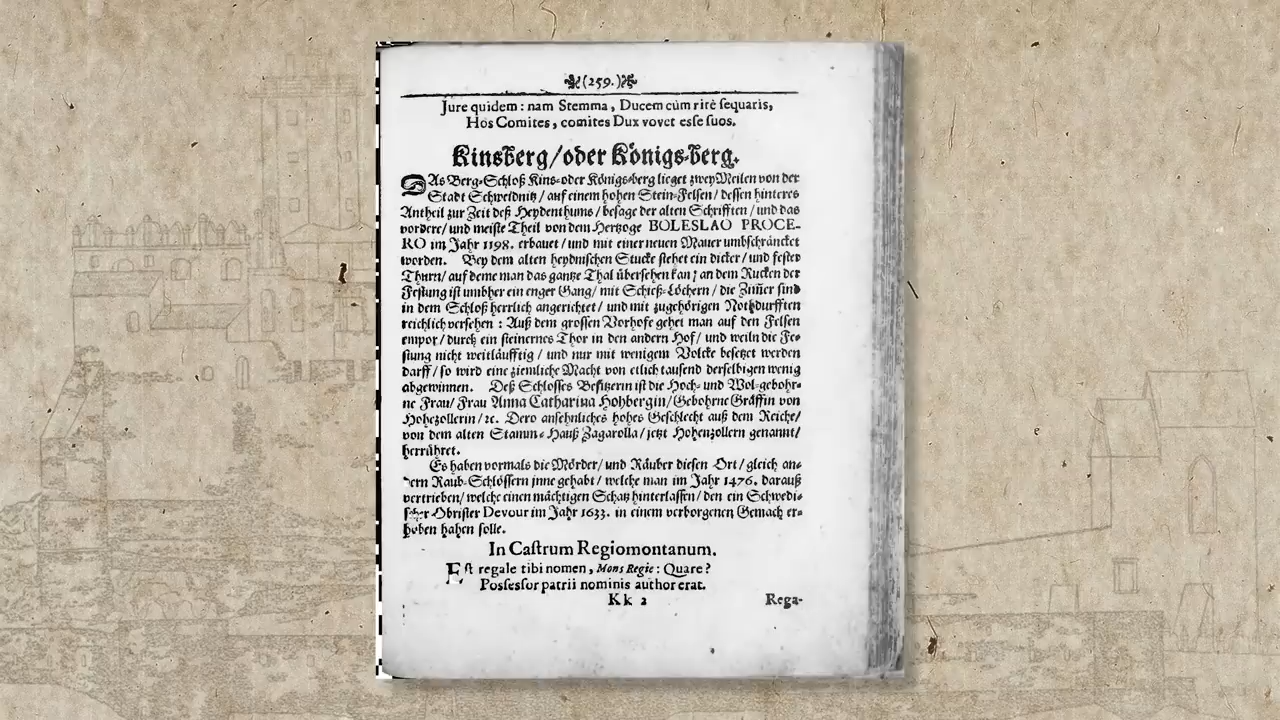 (259.)
Jure quidem: nam Stemma, Ducem cùm ritè sequaris,
Hos Comites, comites Dux vovet esse suos.
Kinsberg/oder Königs-berg.
DAs Berg-Schloß Kins-oder Königs-berg lieget zwey Meilen von der
Stadt Schweidnitz / auf einem hohen Stein-Felsen / dessen hinteres
Antheil zur Zeit deß Heydenthums / besage der alten Schrifften / und das
vordere/ und meiste Theil von dem Hertzoge BOLESLAO PROCE-
RO im Jahr 1198. erbauet / und mit einer neuen Mauer umbschräncket
worden. Bey dem alten heydnischen Stucke stehet ein dicker/ und fester
Thurn/ auf deme man das gantze Thal übersehen kan; an dem Rucken der
Festung ist umbher ein enger Gang/ mit Schieß-Löchern / die Zim̃er sind
in dem Schloß herrlich angerichtet / und mit zugehörigen Nothdurfften
reichlich versehen : Auß dem grossen Vorhofe gehet man auf den Felsen
empor / durch ein steinernes Thor in den andern Hof/ und weiln die Fe-
stung nicht weitläufftig / und nur mit wenigem Volcke besetzet werden
darff / so wird eine ziemliche Macht von etlich tausend derselbigen wenig
abgewinnen. Deß Schlosses Besitzerin ist die Hoch- und Wol-gebohr-
ne Frau/ Frau Anna Catharina Hohbergin/Gebohrne Gräffin von
Hohezollerin/ ꝛc. Dero ansehnliches hohes Geschlecht auß dem Reiche/
von dem alten Stamm-Hauß Zagarolla/ jetzt Hohenzollern genannt/
herrühret.
Es haben vormals die Mörder/ und Räuber diesen Ort/ gleich an-
dern Raub-Schlössern inne gehabt / welche man im Jahr 1476. darauß
vertrieben/ welche einen mächtigen Schatz hinterlassen/ den ein Schwedi-
scher Obrister Devour im Jahr 1633. in einem verborgenen Gemach er-
hoben haben solle.
In Castrum Regiomontanum.
Est regale tibi nomen, Mons Regie: Quare?
Possessor patrii nominis author erat.
Kk 2 Rega-